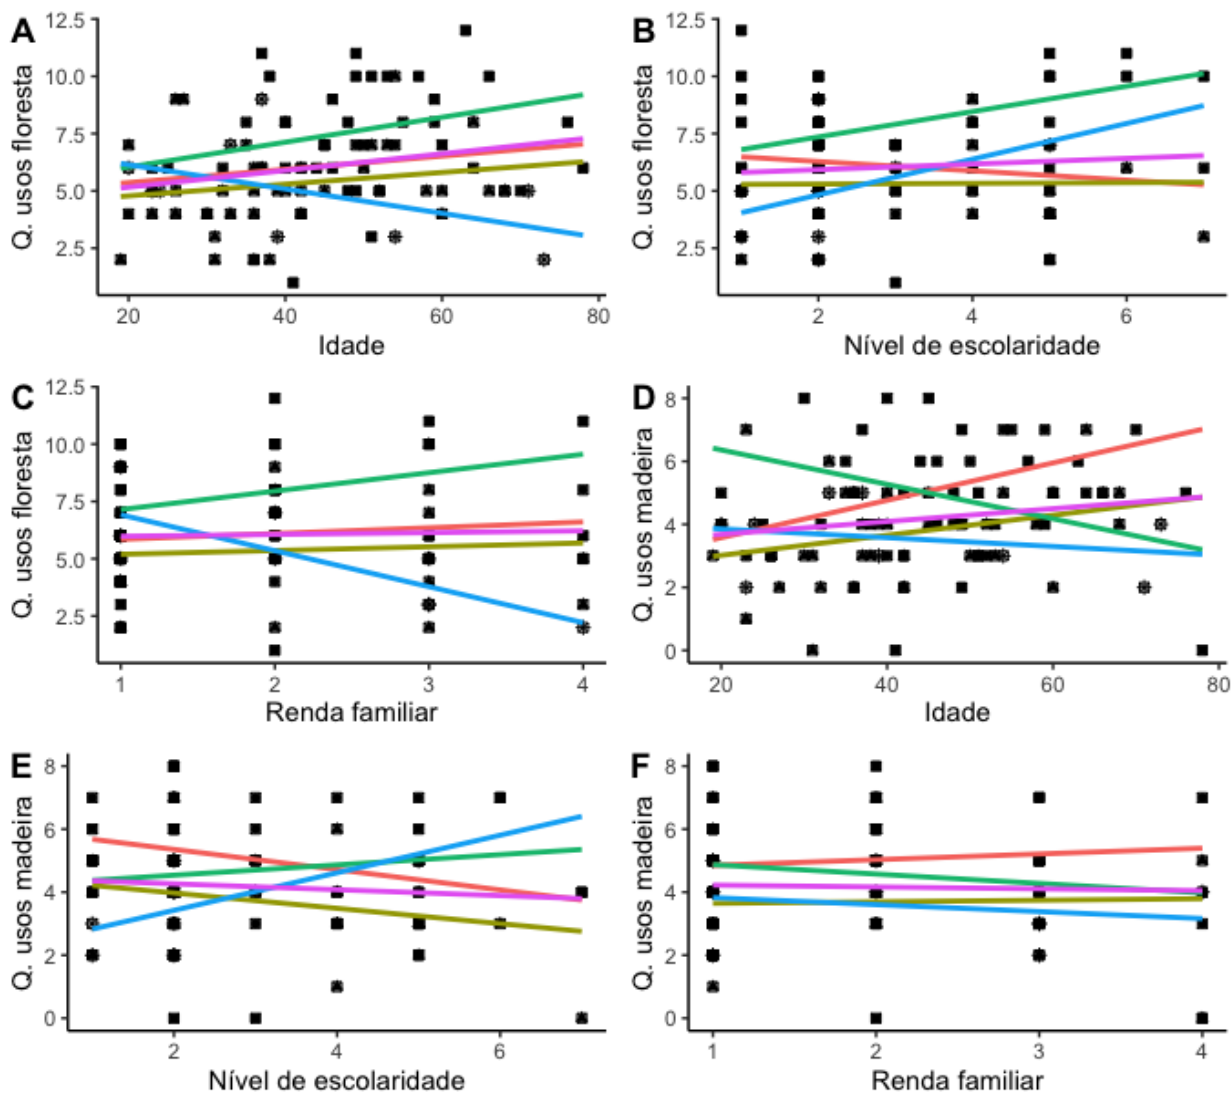 A
Q. usos floresta
12.5
10.0
7.5
5.0
2.5
20 40 60 80
Idade
B
Q. usos floresta
12.5
10.0
7.5
5.0
2.5
2 4 6
Nível de escolaridade
C
Q. usos floresta
12.5
10.0
7.5
5.0
2.5
1 2 3 4
Renda familiar
D
Q. usos madeira
8
6
4
2
0
20 40 60 80
Idade
E
Q. usos madeira
8
6
4
2
0
2 4 6
Nível de escolaridade
F
Q. usos madeira
8
6
4
2
0
1 2 3 4
Renda familiar